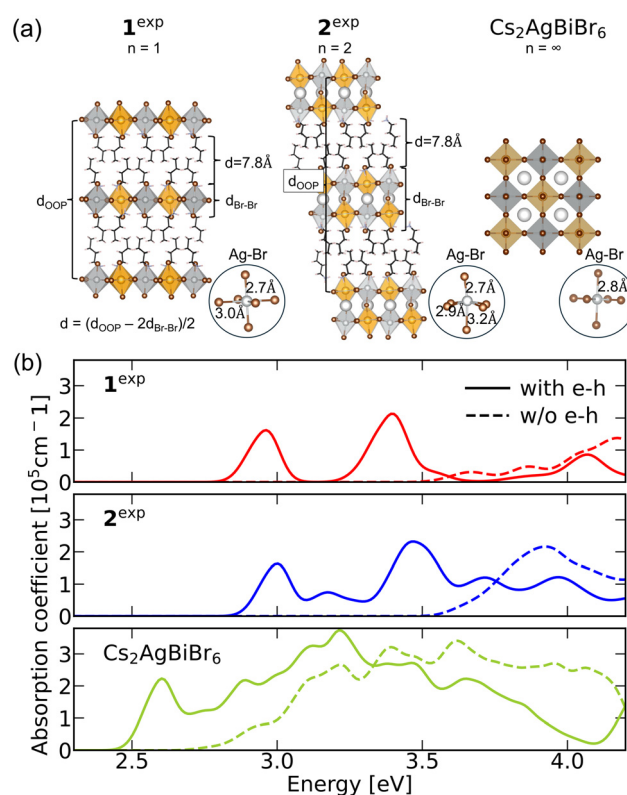 (a)
1exp
n = 1
2exp
n = 2
Cs2AgBiBr6
n = ∞
dOOP
d=7.8Å
dBr-Br
Ag-Br
2.7Å
3.0Å
d = (dOOP − 2dBr-Br)/2
dOOP
d=7.8Å
dBr-Br
Ag-Br
2.7Å
2.9Å
3.2Å
Ag-Br
2.8Å
(b)
Absorption coefficient [10^5cm^− 1]
1exp
with e-h
w/o e-h
3
2
1
0
2exp
3
2
1
0
Cs2AgBiBr6
3
2
1
0
2.5
3.0
3.5
4.0
Energy [eV]